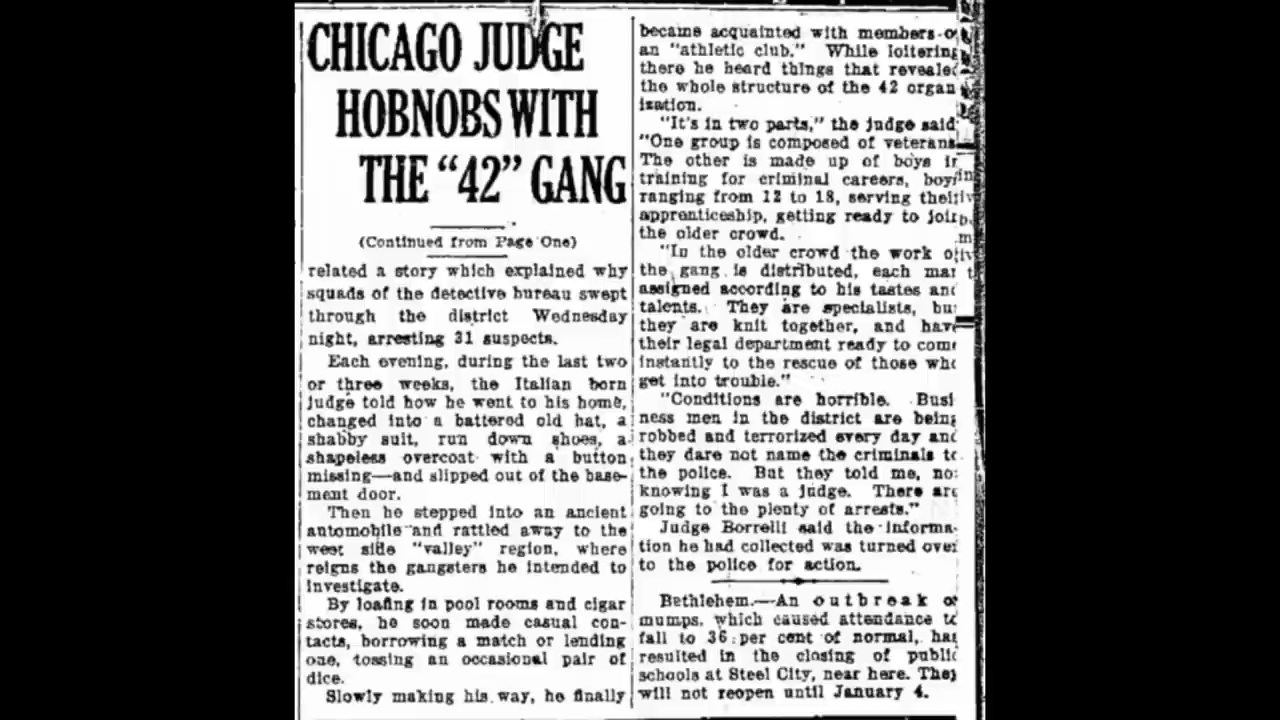 CHICAGO JUDGE
HOBNOBS WITH
THE "42" GANG
(Continued from Page One)
related a story which explained why
squads of the detective bureau swept
through the district Wednesday
night, arresting 31 suspects.
Each evening, during the last two
or three weeks, the Italian born
judge told how he went to his home,
changed into a battered old hat, a
shabby suit, run down shoes, a
shapeless overcoat with a button
missing—and slipped out of the base-
ment door.
Then he stepped into an ancient
automobile and rattled away to the
west side "valley" region, where
reigns the gangsters he intended to
investigate.
By loafing in pool rooms and cigar
stores, he soon made casual con-
tacts, borrowing a match or lending
one, tossing an occasional pair of
dice.
Slowly making his way, he finally
became acquainted with members o
an "athletic club." While loitering
there he heard things that reveale
the whole structure of the 42 organ
ization.
"It's in two parts," the judge said
"One group is composed of veterans
The other is made up of boys in
training for criminal careers, boys
ranging from 12 to 18, serving their
apprenticeship, getting ready to join
the older crowd.
"In the older crowd the work o
the gang is distributed, each man
assigned according to his tastes and
talents. They are specialists, but
they are knit together, and have
their legal department ready to come
instantly to the rescue of those who
get into trouble."
"Conditions are horrible. Busi
ness men in the district are being
robbed and terrorized every day and
they dare not name the criminals to
the police. But they told me, not
knowing I was a judge. There are
going to the plenty of arrests."
Judge Borrelli said the informa-
tion he had collected was turned over
to the police for action.
Bethlehem.—An outbreak o
mumps, which caused attendance to
fall to 36 per cent of normal, has
resulted in the closing of public
schools at Steel City, near here. They
will not reopen until January 4.